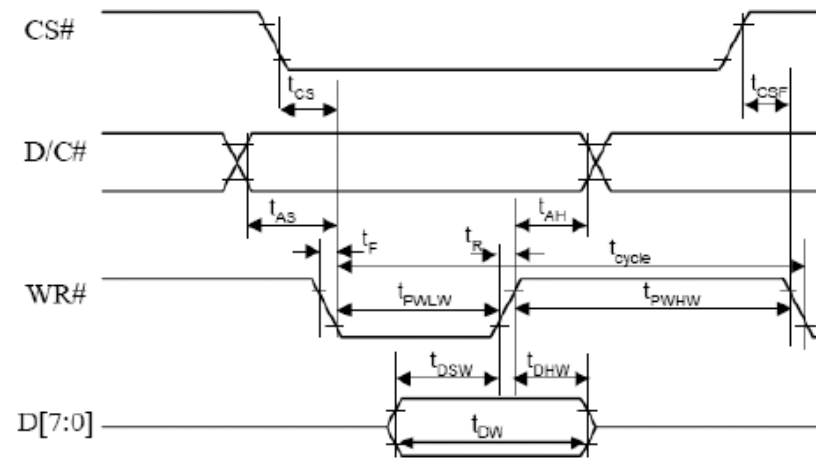 CS#
t_CS
t_CSF
D/C#
t_AS
t_AH
t_F
t_R
t_cycle
WR#
t_PWLW
t_PWHW
t_DSW
t_DHW
D[7:0]
t_DW